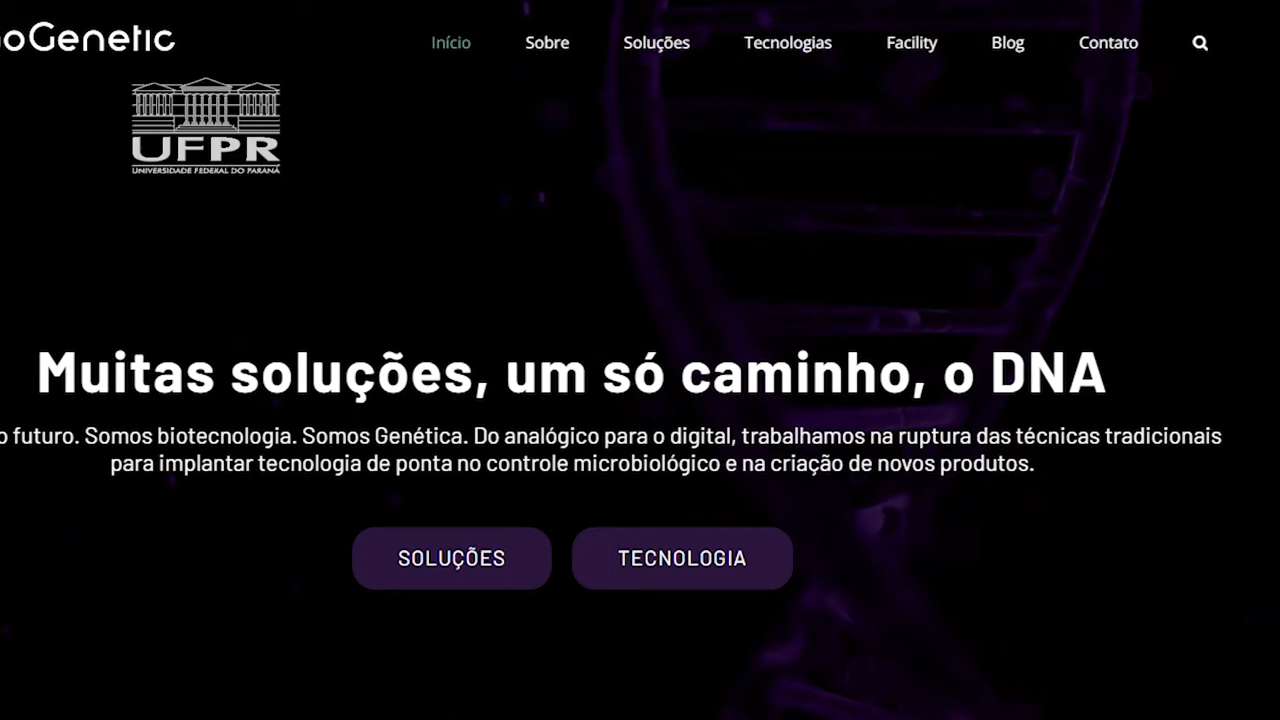 oGenetic
Início Sobre Soluções Tecnologias Facility Blog Contato
UFPR
UNIVERSIDADE FEDERAL DO PARANÁ
Muitas soluções, um só caminho, o DNA
o futuro. Somos biotecnologia. Somos Genética. Do analógico para o digital, trabalhamos na ruptura das técnicas tradicionais
para implantar tecnologia de ponta no controle microbiológico e na criação de novos produtos.
SOLUÇÕES TECNOLOGIA